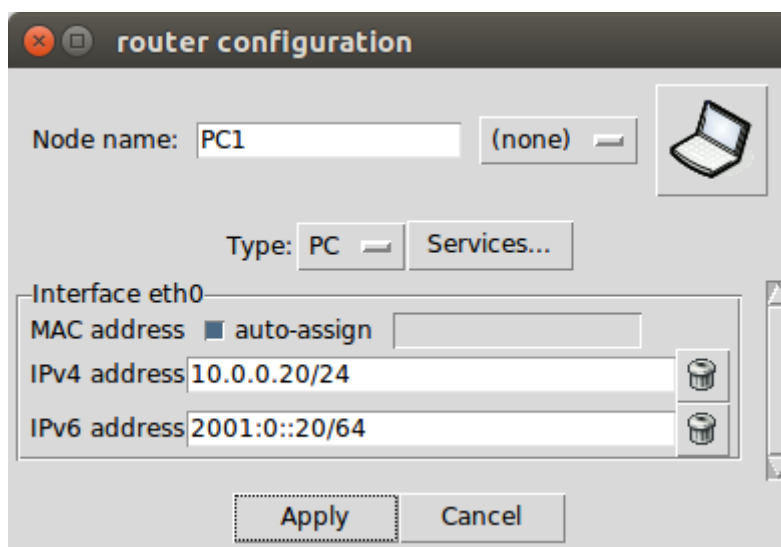 router configuration
Node name: PC1 (none)
Type: PC Services...
Interface eth0
MAC address auto-assign
IPv4 address 10.0.0.20/24
IPv6 address 2001:0::20/64
Apply Cancel